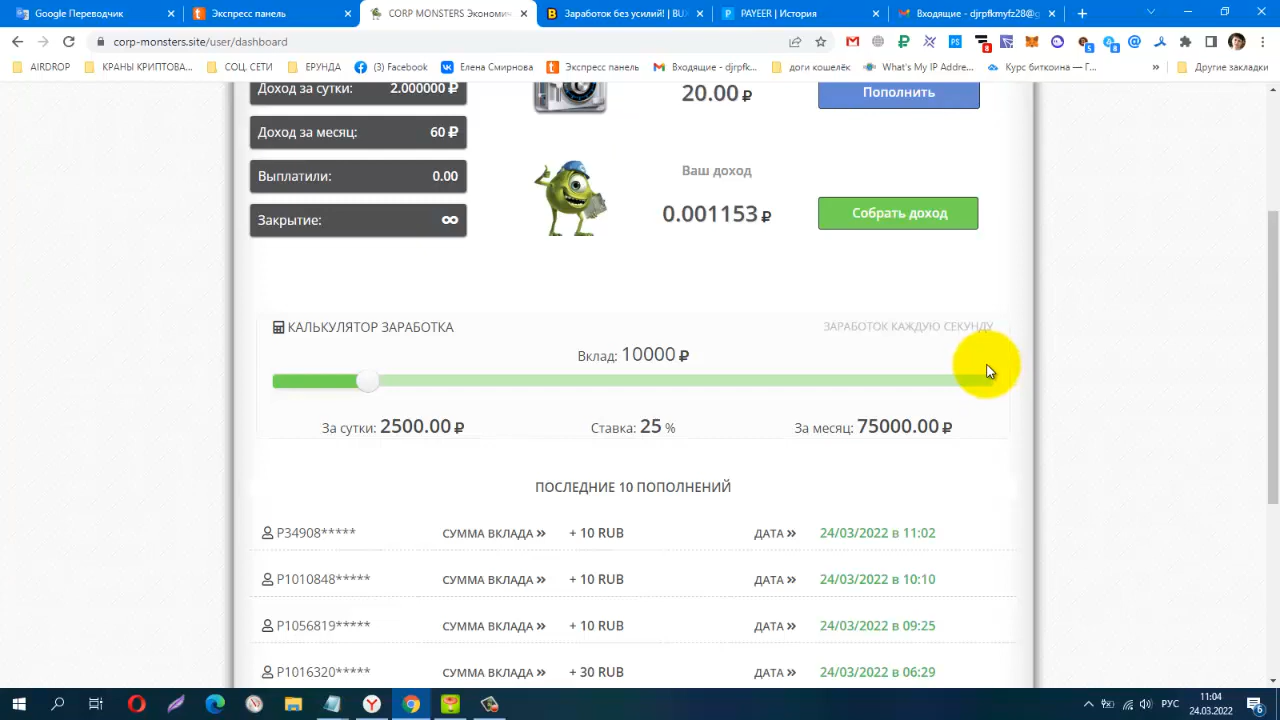 Google Переводчик
Экспресс панель
CORP MONSTERS Экономич
Заработок без усилий! | BUX
PAYEER | История
Входящие - djrpfkmyfz28@g
corp-monsters.site/user/dashboard
AIRDROP
КРАНЫ КРИПТОВА...
СОЦ. СЕТИ
ЕРУНДА
(3) Facebook
Елена Смирнова
Экспресс панель
Входящие - djrpfk...
доги кошелёк
What's My IP Addre...
Курс биткоина — Г...
Другие закладки
Доход за сутки: 2.000000 ₽
20.00 ₽
Пополнить
Доход за месяц: 60 ₽
Выплатили: 0.00
Ваш доход
Закрытие: ∞
0.001153 ₽
Собрать доход
КАЛЬКУЛЯТОР ЗАРАБОТКА
ЗАРАБОТОК КАЖДУЮ СЕКУНДУ
Вклад: 10000 ₽
За сутки: 2500.00 ₽
Ставка: 25 %
За месяц: 75000.00 ₽
ПОСЛЕДНИЕ 10 ПОПОЛНЕНИЙ
P34908***** СУММА ВКЛАДА » + 10 RUB ДАТА » 24/03/2022 в 11:02
P1010848***** СУММА ВКЛАДА » + 10 RUB ДАТА » 24/03/2022 в 10:10
P1056819***** СУММА ВКЛАДА » + 10 RUB ДАТА » 24/03/2022 в 09:25
P1016320***** СУММА ВКЛАДА » + 30 RUB ДАТА » 24/03/2022 в 06:29
РУС
11:04
24.03.2022